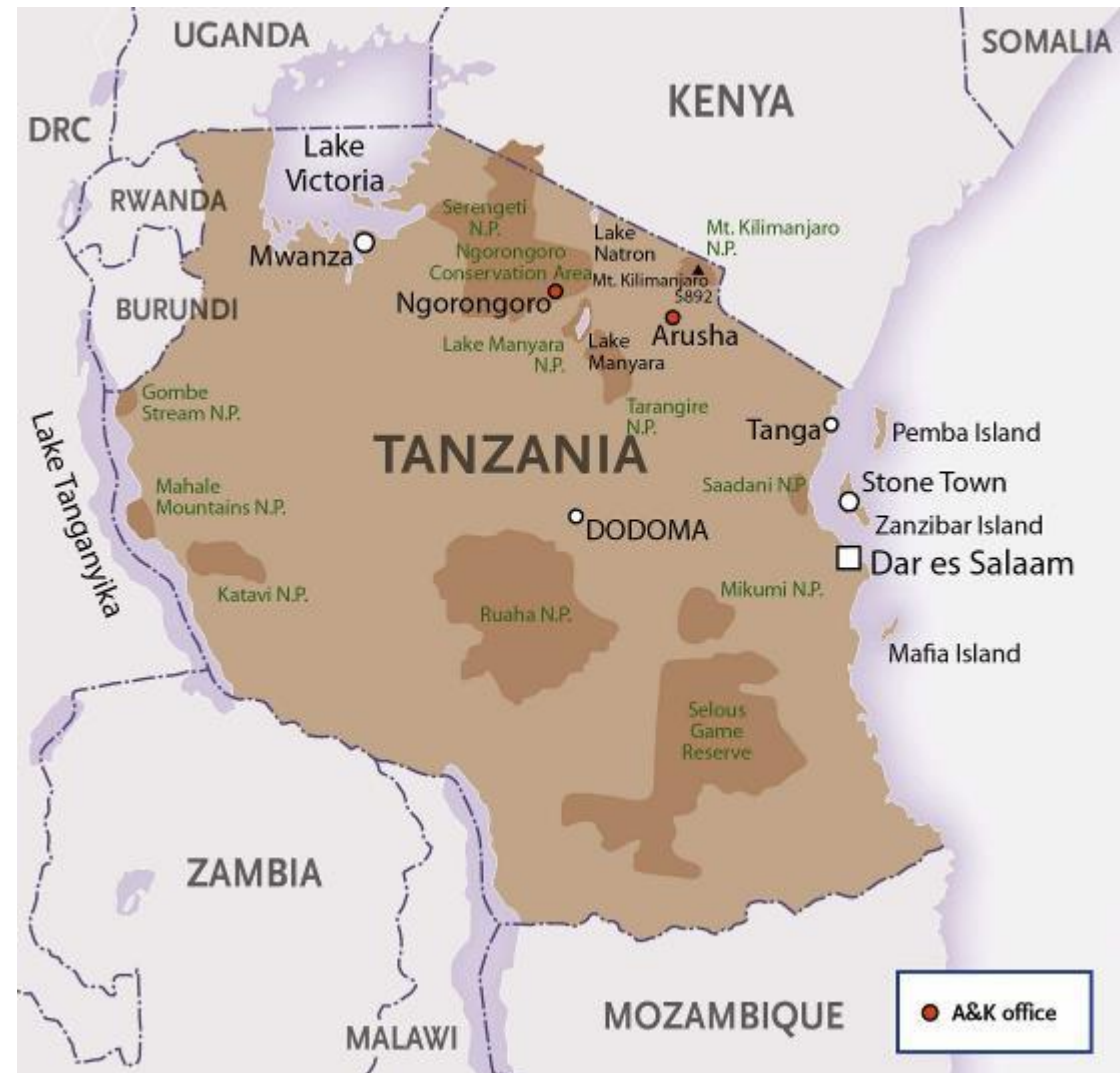 UGANDA
SOMALIA
KENYA
DRC
Lake
Victoria
RWANDA
Serengeti
N.P.
Mt. Kilimanjaro
N.P.
Lake
Natron
Mwanza
Ngorongoro
Conservation Area
Mt. Kilimanjaro
5892
Ngorongoro
BURUNDI
Arusha
Lake Manyara
N.P.
Lake
Manyara
Gombe
Stream N.P.
Tarangire
N.P.
Lake Tanganyika
TANZANIA
Tanga
Pemba Island
Mahale
Mountains N.P.
Saadani N.P.
Stone Town
Zanzibar Island
DODOMA
Dar es Salaam
Katavi N.P.
Ruaha N.P.
Mikumi N.P.
Mafia Island
Selous
Game
Reserve
ZAMBIA
MOZAMBIQUE
MALAWI
A&K office